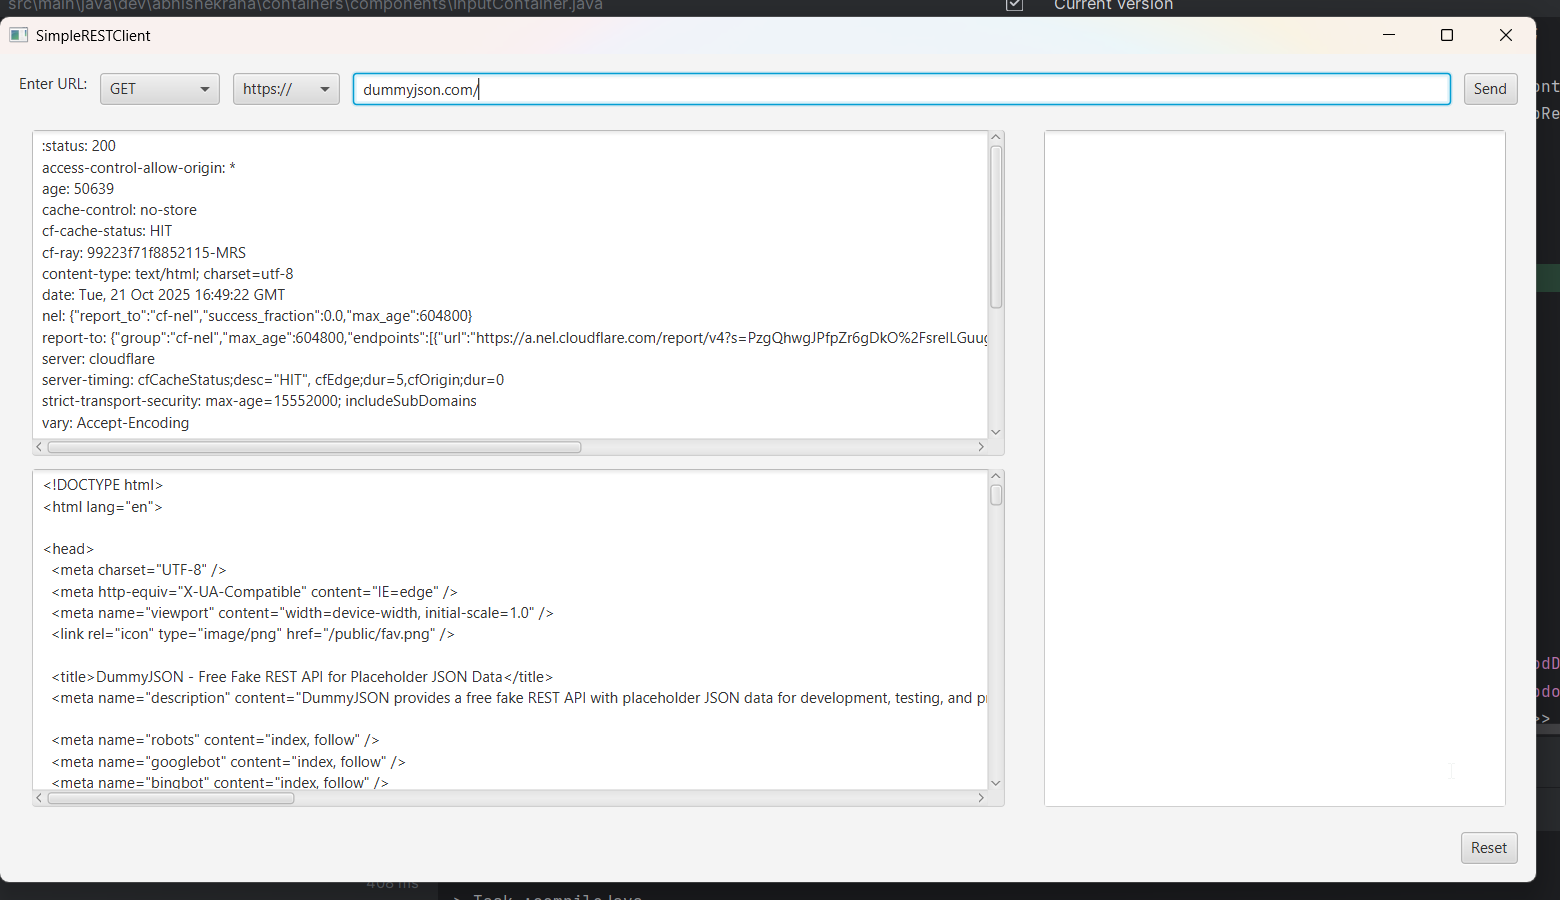 src\main\java\dev\abhishekrana\containers\components\InputContainer.java
Current version
SimpleRESTClient
Enter URL:
GET
https://
dummyjson.com/
Send
:status: 200
access-control-allow-origin: *
age: 50639
cache-control: no-store
cf-cache-status: HIT
cf-ray: 99223f71f8852115-MRS
content-type: text/html; charset=utf-8
date: Tue, 21 Oct 2025 16:49:22 GMT
nel: {"report_to":"cf-nel","success_fraction":0.0,"max_age":604800}
report-to: {"group":"cf-nel","max_age":604800,"endpoints":[{"url":"https://a.nel.cloudflare.com/report/v4?s=
server: cloudflare
server-timing: cfCacheStatus;desc="HIT", cfEdge;dur=5,cfOrigin;dur=0
strict-transport-security: max-age=15552000; includeSubDomains
vary: Accept-Encoding
<!DOCTYPE html>
<html lang="en">
<head>
<meta charset="UTF-8" />
<meta http-equiv="X-UA-Compatible" content="IE=edge" />
<meta name="viewport" content="width=device-width, initial-scale=1.0" />
<link rel="icon" type="image/png" href="/public/fav.png" />
<title>DummyJSON - Free Fake REST API for Placeholder JSON Data</title>
<meta name="description" content="DummyJSON provides a free fake REST API with placeholder JSON data for development, testing, and
<meta name="robots" content="index, follow" />
<meta name="googlebot" content="index, follow" />
<meta name="bingbot" content="index, follow" />
Reset
408 ms
> Task :compileJava